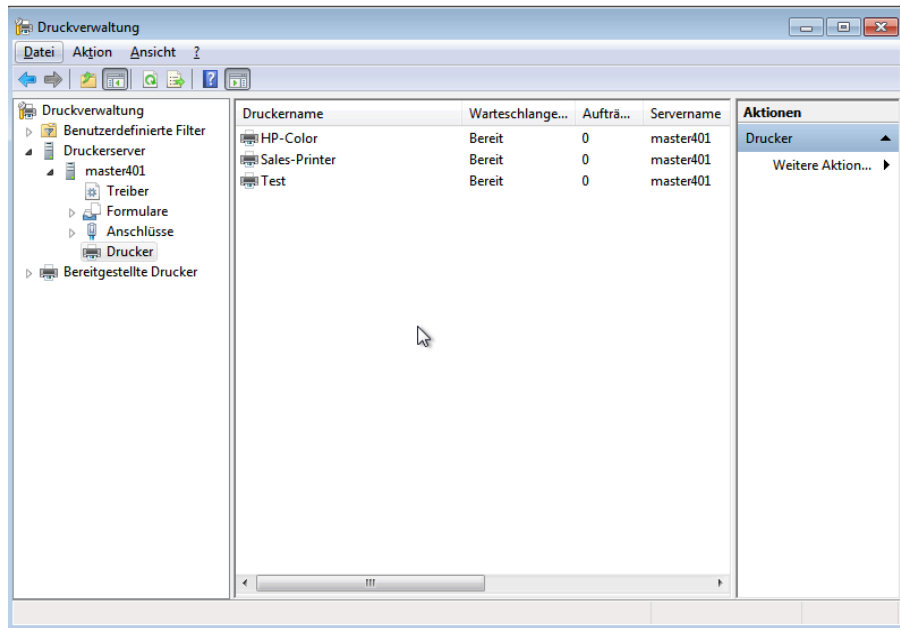 Druckverwaltung
Datei Aktion Ansicht ?
Druckverwaltung
Benutzerdefinierte Filter
Druckerserver
master401
Treiber
Formulare
Anschlüsse
Drucker
Bereitgestellte Drucker
Druckername Warteschlange... Aufträ... Servername
HP-Color Bereit 0 master401
Sales-Printer Bereit 0 master401
Test Bereit 0 master401
Aktionen
Drucker
Weitere Aktion...